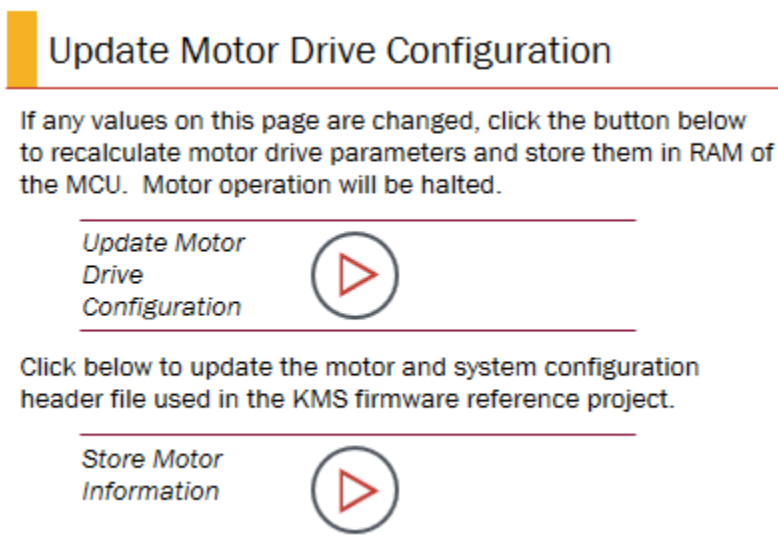 Update Motor Drive Configuration
If any values on this page are changed, click the button below
to recalculate motor drive parameters and store them in RAM of
the MCU.  Motor operation will be halted.
Update Motor
Drive
Configuration
Click below to update the motor and system configuration
header file used in the KMS firmware reference project.
Store Motor
Information